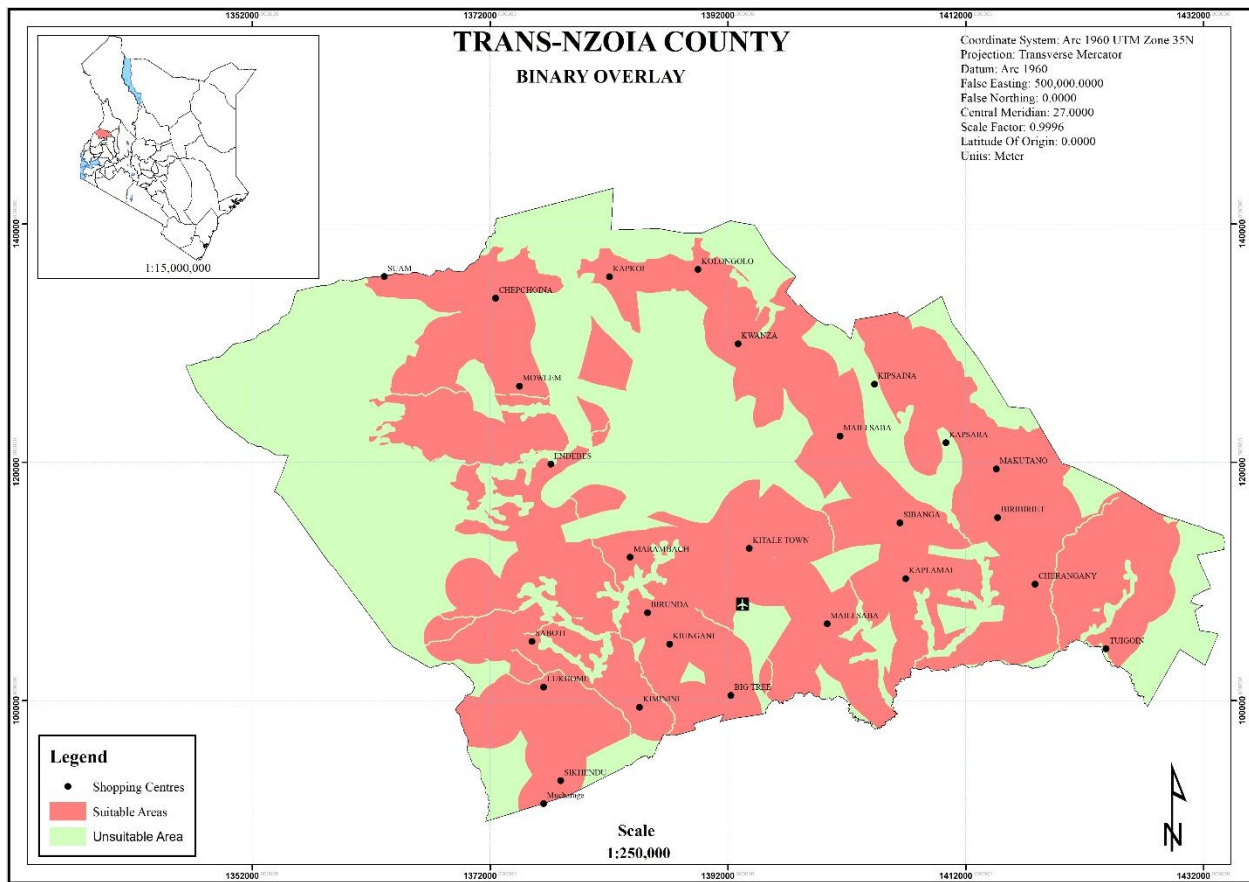 1352000
1372000
1392000
1412000
1432000
TRANS-NZOIA COUNTY
BINARY OVERLAY
Coordinate System: Arc 1960 UTM Zone 35N
Projection: Transverse Mercator
Datum: Arc 1960
False Easting: 500,000.0000
False Northing: 0.0000
Central Meridian: 27.0000
Scale Factor: 0.9996
Latitude Of Origin: 0.0000
Units: Meter
1:15,000,000
140000
140000
SUAM
KAPKOI
KOLONGOLO
CHEPCHOINA
KWANZA
MOWLEM
KIPSAINA
MAILI SABA
KAPSARA
ENDEBES
MAKUTANO
120000
120000
SIBANGA
BIRIBIRIET
KITALE TOWN
MARAMBACH
KAPLAMAI
CHERANGANY
BIRUNDA
MAILI SABA
SABOTI
KIUNGANI
TUIGOIN
LUKHOME
BIG TREE
KIMININI
100000
100000
SIKHENDU
Legend
Shopping Centres
Suitable Areas
Unsuitable Area
Scale
1:250,000
N
1352000
1372000
1392000
1412000
1432000